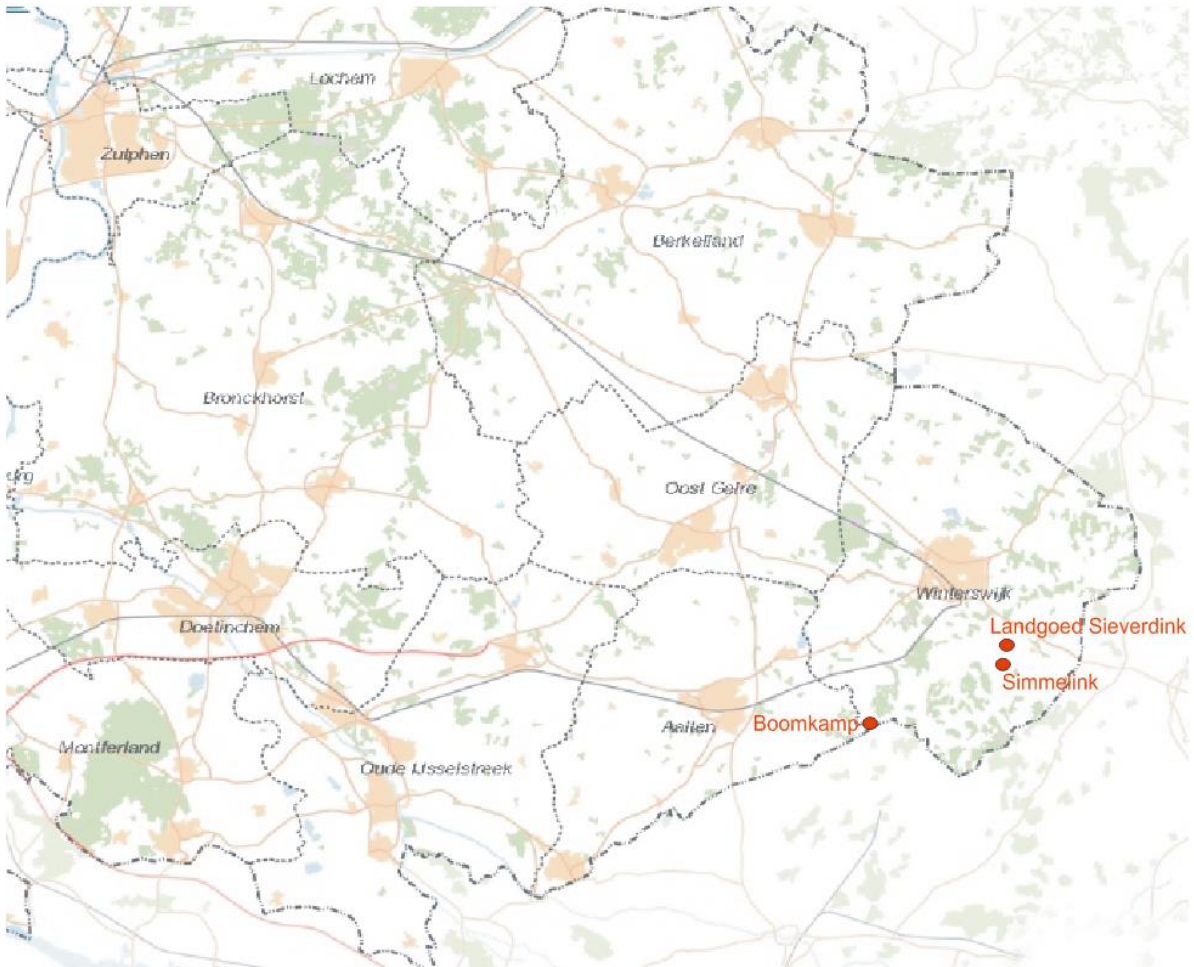 Lochem
Zutphen
Berkelland
Bronckhorst
Oost Gelre
Winterswijk
Doetinchem
Landgoed Sieverdink
Simmelink
Boomkamp
Aalten
Montferland
Oude IJsselstreek